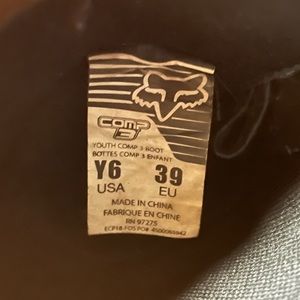 COMP
3
YOUTH COMP 3 BOOT
BOTTES COMP 3 ENFANT
Y6 39
USA EU
MADE IN CHINA
FABRIQUE EN CHINE
RN 97275